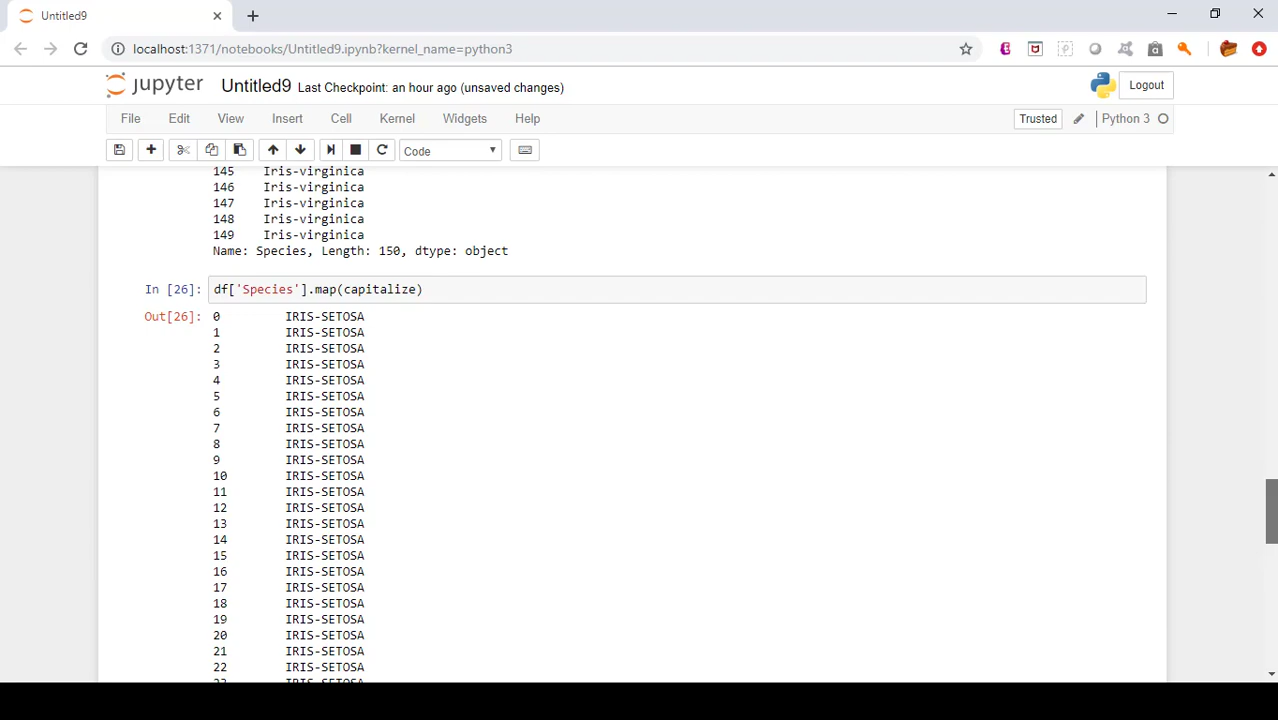 Untitled9
localhost:1371/notebooks/Untitled9.ipynb?kernel_name=python3
jupyter Untitled9 Last Checkpoint: an hour ago (unsaved changes) Logout
File Edit View Insert Cell Kernel Widgets Help Trusted Python 3
Code
145 Iris-virginica
146 Iris-virginica
147 Iris-virginica
148 Iris-virginica
149 Iris-virginica
Name: Species, Length: 150, dtype: object
In [26]: df['Species'].map(capitalize)
Out[26]: 0 IRIS-SETOSA
1 IRIS-SETOSA
2 IRIS-SETOSA
3 IRIS-SETOSA
4 IRIS-SETOSA
5 IRIS-SETOSA
6 IRIS-SETOSA
7 IRIS-SETOSA
8 IRIS-SETOSA
9 IRIS-SETOSA
10 IRIS-SETOSA
11 IRIS-SETOSA
12 IRIS-SETOSA
13 IRIS-SETOSA
14 IRIS-SETOSA
15 IRIS-SETOSA
16 IRIS-SETOSA
17 IRIS-SETOSA
18 IRIS-SETOSA
19 IRIS-SETOSA
20 IRIS-SETOSA
21 IRIS-SETOSA
22 IRIS-SETOSA